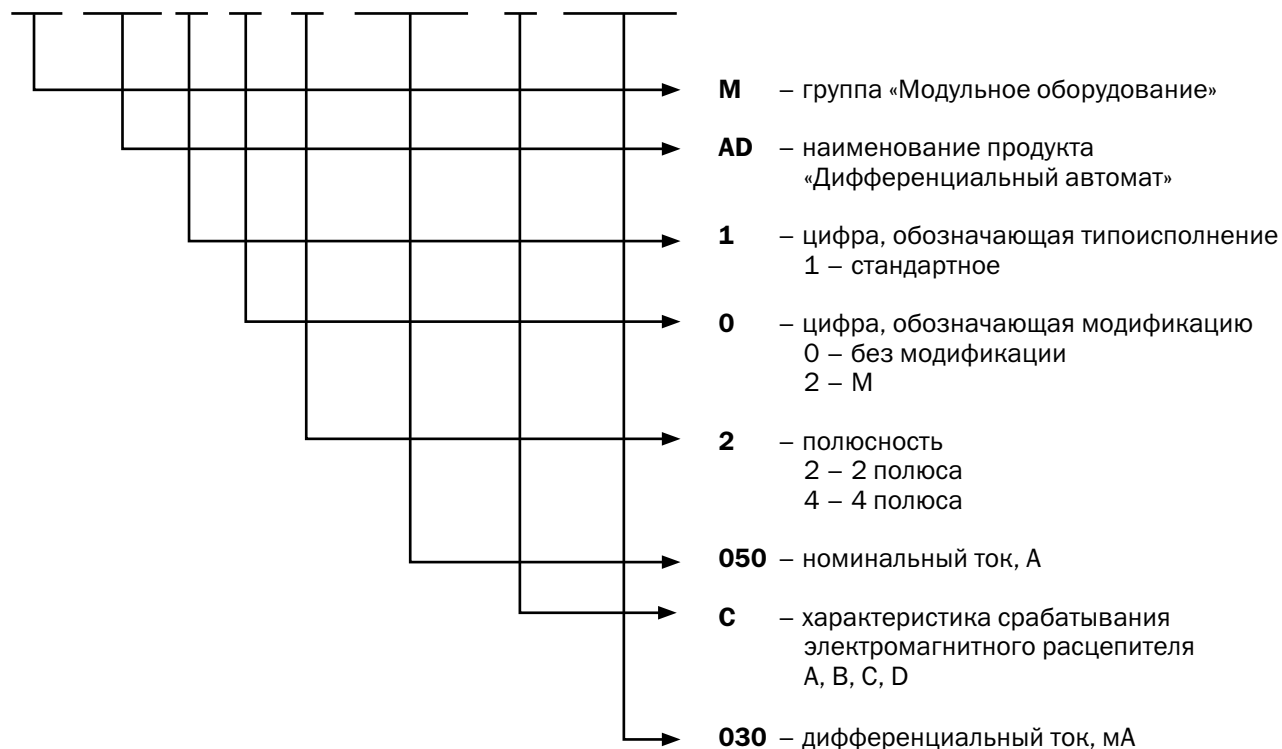 M – группа «Модульное оборудование»
AD – наименование продукта
«Дифференциальный автомат»
1 – цифра, обозначающая типоисполнение
1 – стандартное
0 – цифра, обозначающая модификацию
0 – без модификации
2 – М
2 – полюсность
2 – 2 полюса
4 – 4 полюса
050 – номинальный ток, А
C – характеристика срабатывания
электромагнитного расцепителя
A, B, C, D
030 – дифференциальный ток, мА